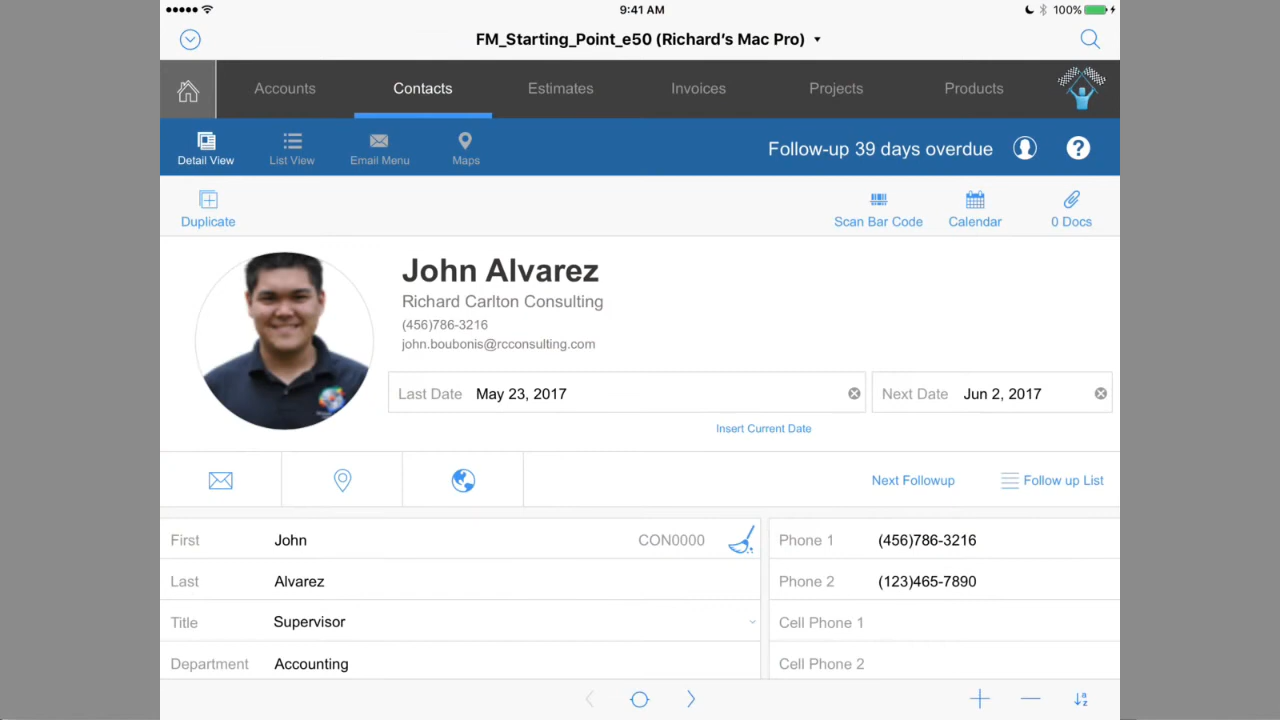 9:41 AM
100%
FM_Starting_Point_e50 (Richard's Mac Pro)
Accounts
Contacts
Estimates
Invoices
Projects
Products
Detail View
List View
Email Menu
Maps
Follow-up 39 days overdue
?
Duplicate
Scan Bar Code
Calendar
0 Docs
John Alvarez
Richard Carlton Consulting
(456)786-3216
john.boubonis@rcconsulting.com
Last Date May 23, 2017
Next Date Jun 2, 2017
Insert Current Date
Next Followup
Follow up List
First John CON0000
Phone 1 (456)786-3216
Last Alvarez
Phone 2 (123)465-7890
Title Supervisor
Cell Phone 1
Department Accounting
Cell Phone 2